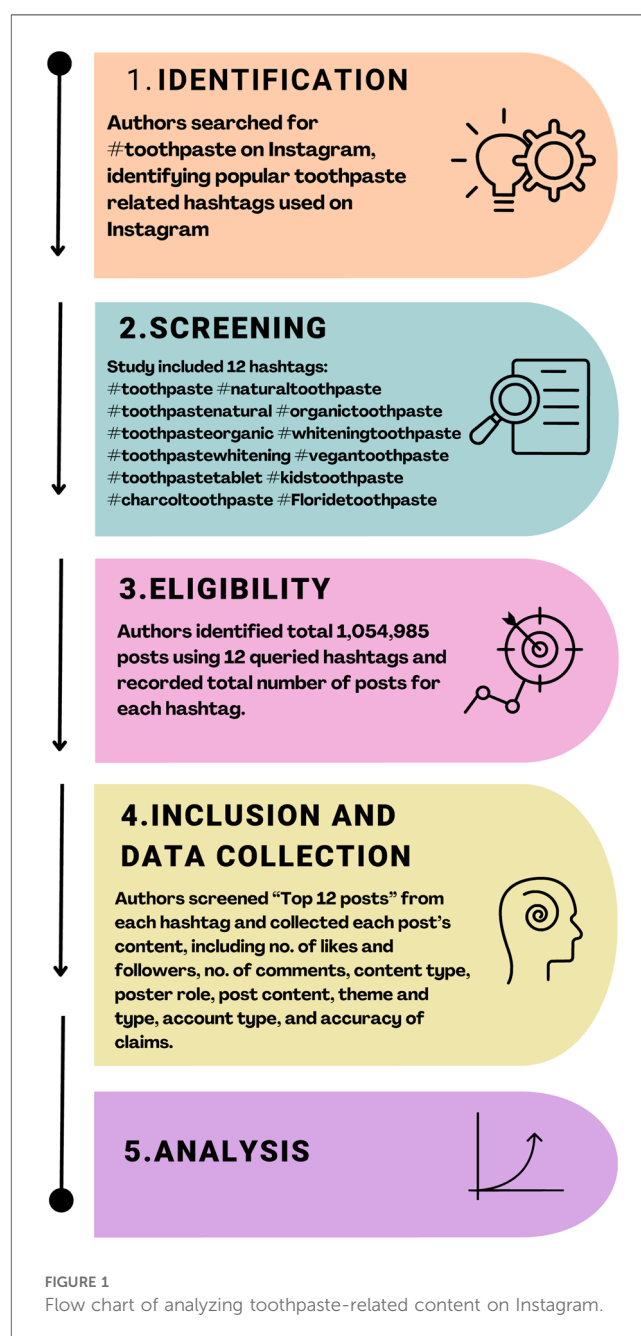 1. IDENTIFICATION
Authors searched for
#toothpaste on Instagram,
identifying popular toothpaste
related hashtags used on
Instagram
2.SCREENING
Study included 12 hashtags:
#toothpaste #naturaltoothpaste
#toothpastenatural #organictoothpaste
#toothpasteorganic #whiteningtoothpaste
#toothpastewhitening #vegantoothpaste
#toothpastetablet #kidstoothpaste
#charcoltoothpaste #Floridetoothpaste
3.ELIGIBILITY
Authors identified total 1,054,985
posts using 12 queried hashtags and
recorded total number of posts for
each hashtag.
4.INCLUSION AND
DATA COLLECTION
Authors screened “Top 12 posts” from
each hashtag and collected each post's
content, including no. of likes and
followers, no. of comments, content type,
poster role, post content, theme and
type, account type, and accuracy of
claims.
5.ANALYSIS
FIGURE 1
Flow chart of analyzing toothpaste-related content on Instagram.